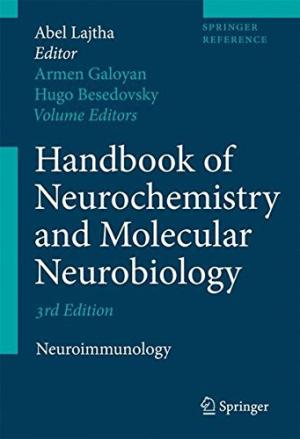 Abel Lajtha
Editor
SPRINGER
REFERENCE
Armen Galoyan
Hugo Besedovsky
Volume Editors
Handbook of
Neurochemistry
and Molecular
Neurobiology
3rd Edition
Neuroimmunology
Springer